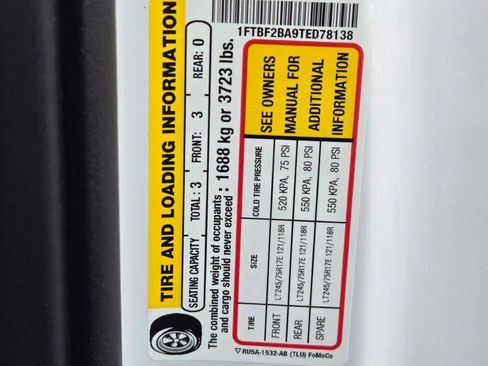 1FTBF2BA9TED78138
TIRE AND LOADING INFORMATION
SEATING CAPACITY TOTAL: 3 FRONT: 3 REAR: 0
The combined weight of occupants
and cargo should never exceed : 1688 kg or 3723 lbs.
TIRE SIZE COLD TIRE PRESSURE
FRONT LT245/75R17E 121/118R 520 KPA, 75 PSI
REAR LT245/75R17E 121/118R 550 KPA, 80 PSI
SPARE LT245/75R17E 121/118R 550 KPA, 80 PSI
SEE OWNERS
MANUAL FOR
ADDITIONAL
INFORMATION
RU5A-1532-AB (TLU) FoMoCo